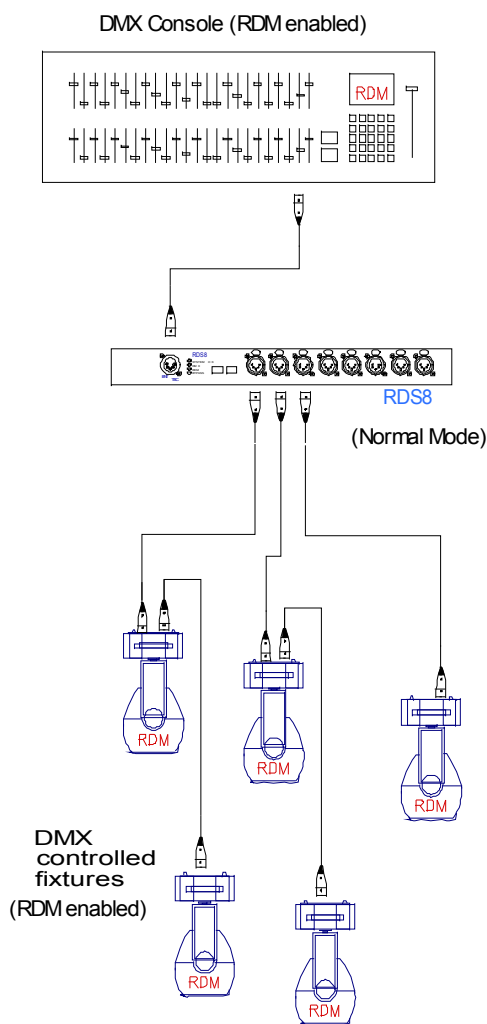 DMX Console (RDM enabled)
RDM
RDS8
RDS8
(Normal Mode)
RDM
RDM
RDM
DMX
controlled
fixtures
(RDM enabled)
RDM
RDM